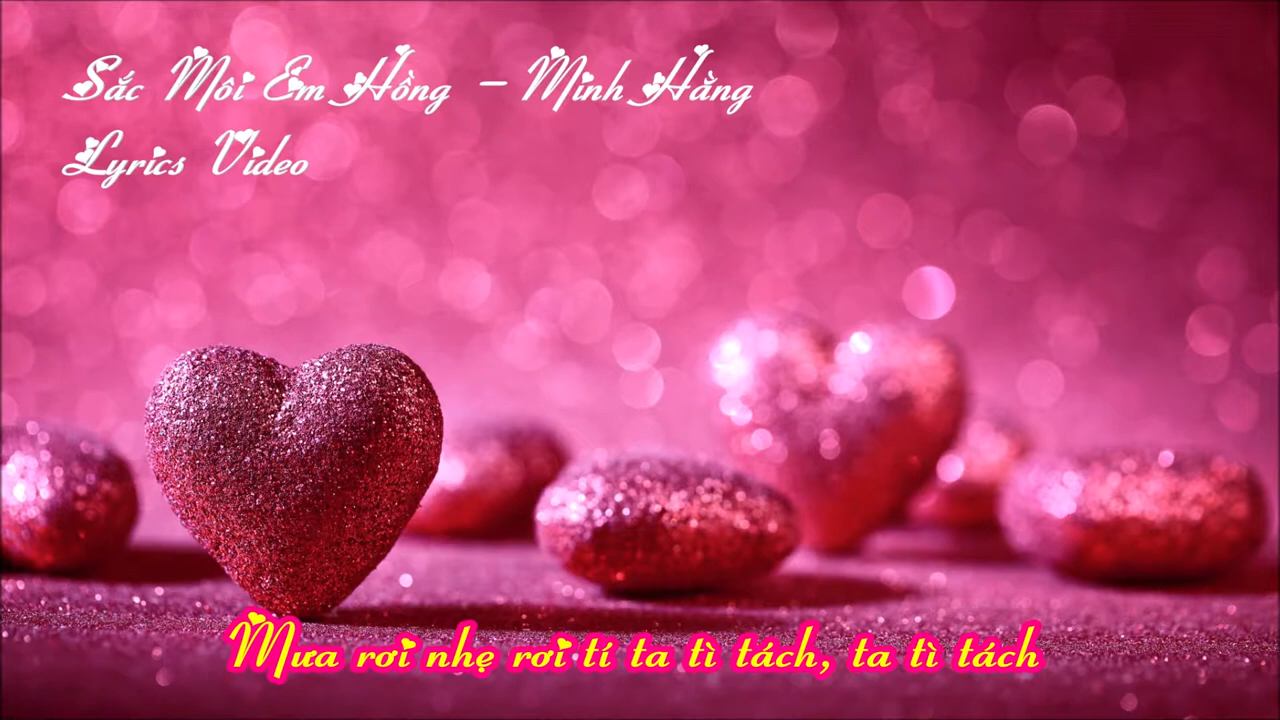 Sắc Môi Em Hồng - Minh Hằng
Lyrics Video
Mưa rơi nhẹ rơi tí ta tì tách, ta tì tách